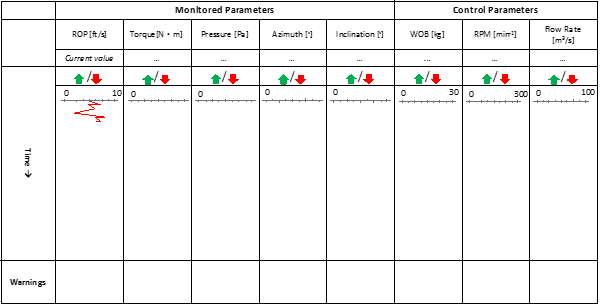 Monitored Parameters Control Parameters
ROP [ft/s] Torque[N・m] Pressure [Pa] Azimuth [°] Inclination [°] WOB [kg] RPM [min-1] Flow Rate [m³/s]
Current value ... ... ... ... ... ... ...
/ / / / / / / /
0 10 0 0 0 0 0 30 0 300 0 100
Time →
Warnings